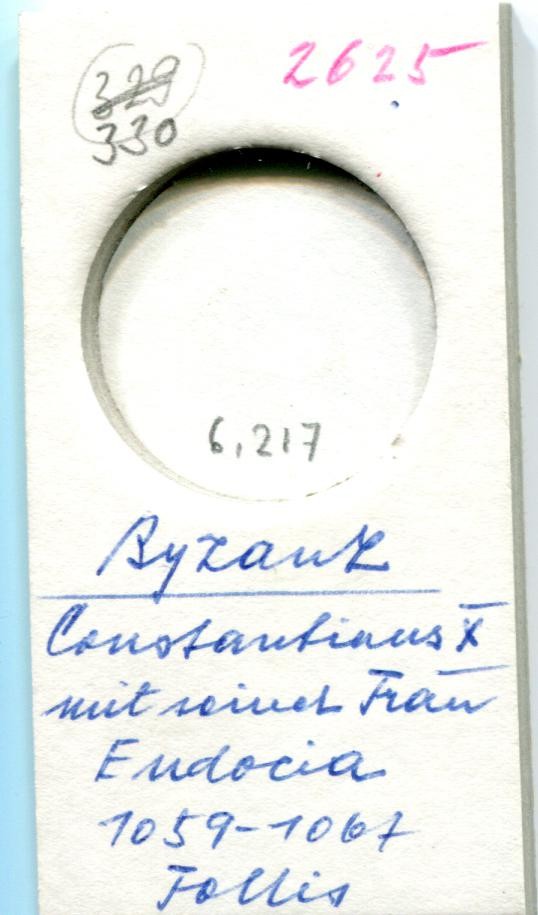 329
2625
330
6,217
Byzanz
Constantinus X
mit seiner Frau
Eudocia
1059-1067
Follis